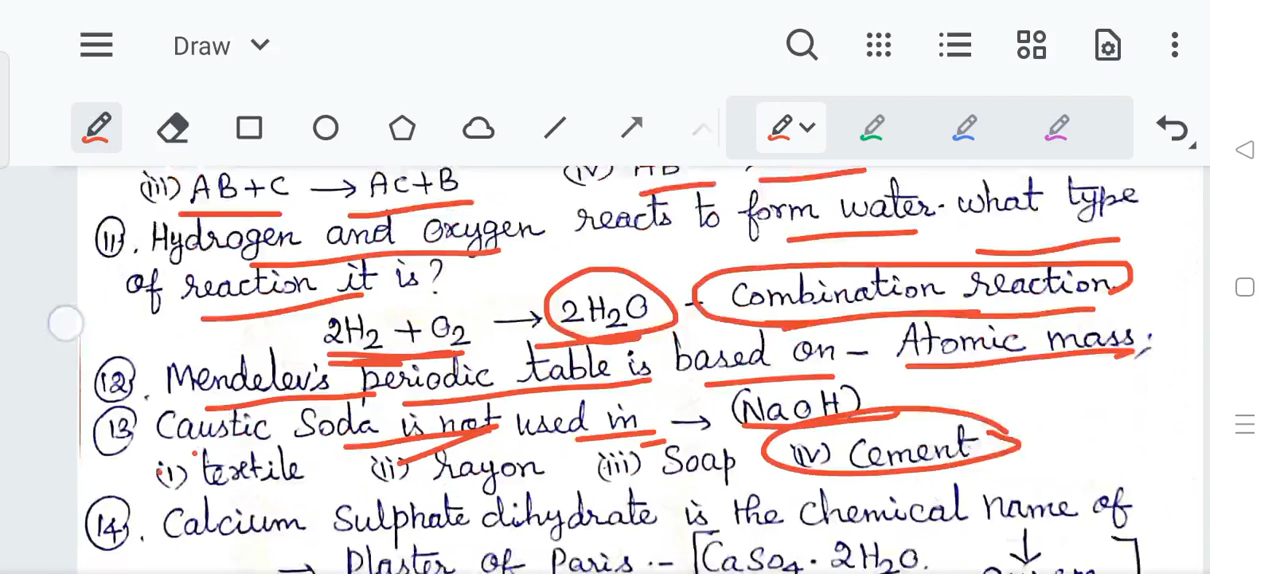 Draw
(iii) AB+C → AC+B (iv) AB
(11). Hydrogen and oxygen reacts to form water. what type
of reaction it is?
2H2 + O2 → 2H2O - Combination reaction
(12). Mendelev's periodic table is based on - Atomic mass;
(13) Caustic Soda is not used in → (NaOH)
(i) textile (ii) rayon (iii) Soap (iv) Cement
(14). Calcium Sulphate dihydrate is the chemical name of
→ Plaster of Paris.- [CaSO4. 2H2O. ↓ ]